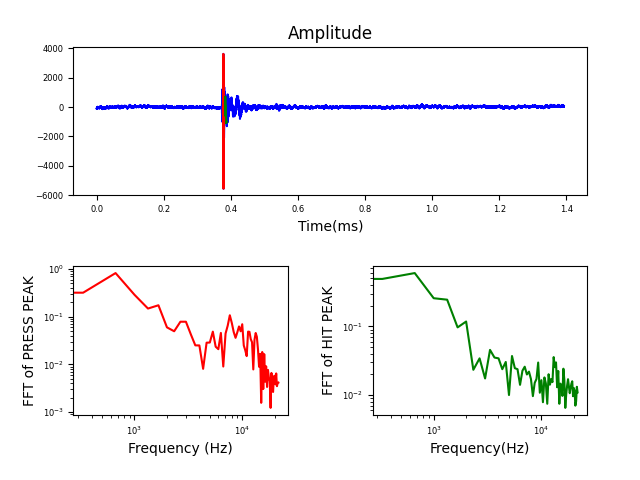 Amplitude
4000
2000
0
−2000
−4000
−6000
0.0 0.2 0.4 0.6 0.8 1.0 1.2 1.4
Time(ms)
FFT of PRESS PEAK
10⁰
10⁻¹
10⁻²
10⁻³
10³ 10⁴
Frequency (Hz)
FFT of HIT PEAK
10⁻¹
10⁻²
10³ 10⁴
Frequency(Hz)